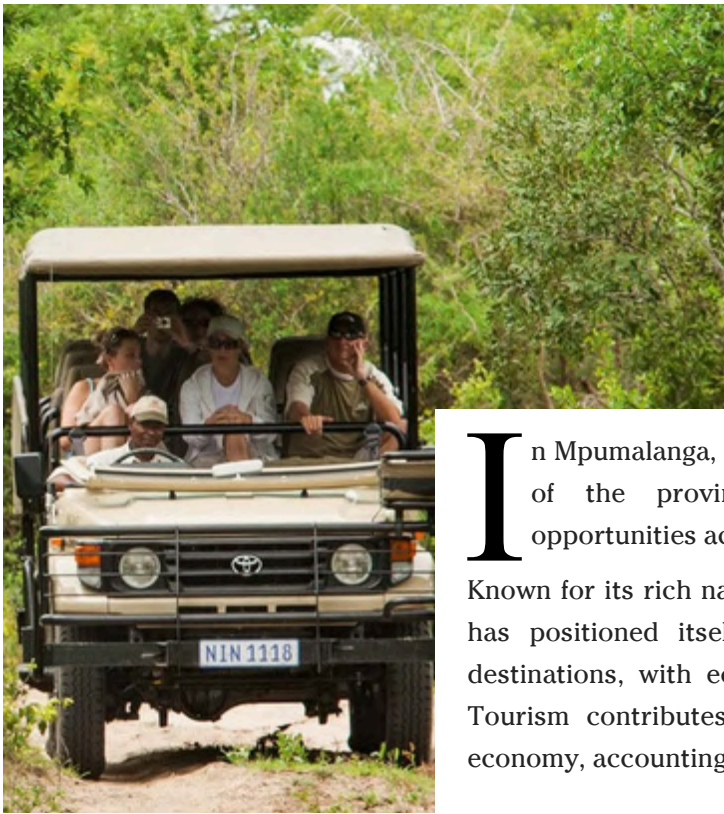 NIN 1118
In Mpumalanga,
of the provin
opportunities ac
Known for its rich na
has positioned itsel
destinations, with ec
Tourism contributes
economy, accounting